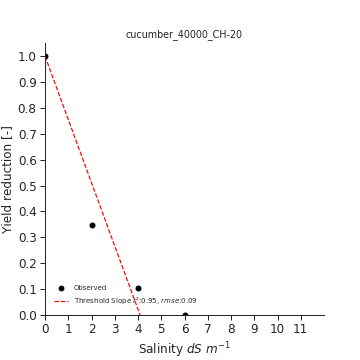 cucumber_40000_CH-20
1.0
0.9
0.8
0.7
0.6
0.5
0.4
0.3
0.2
0.1
0.0
Yield reduction [-]
Observed
Threshold Slope r²:0.95, rmse:0.09
0 1 2 3 4 5 6 7 8 9 10 11
Salinity dS m⁻¹